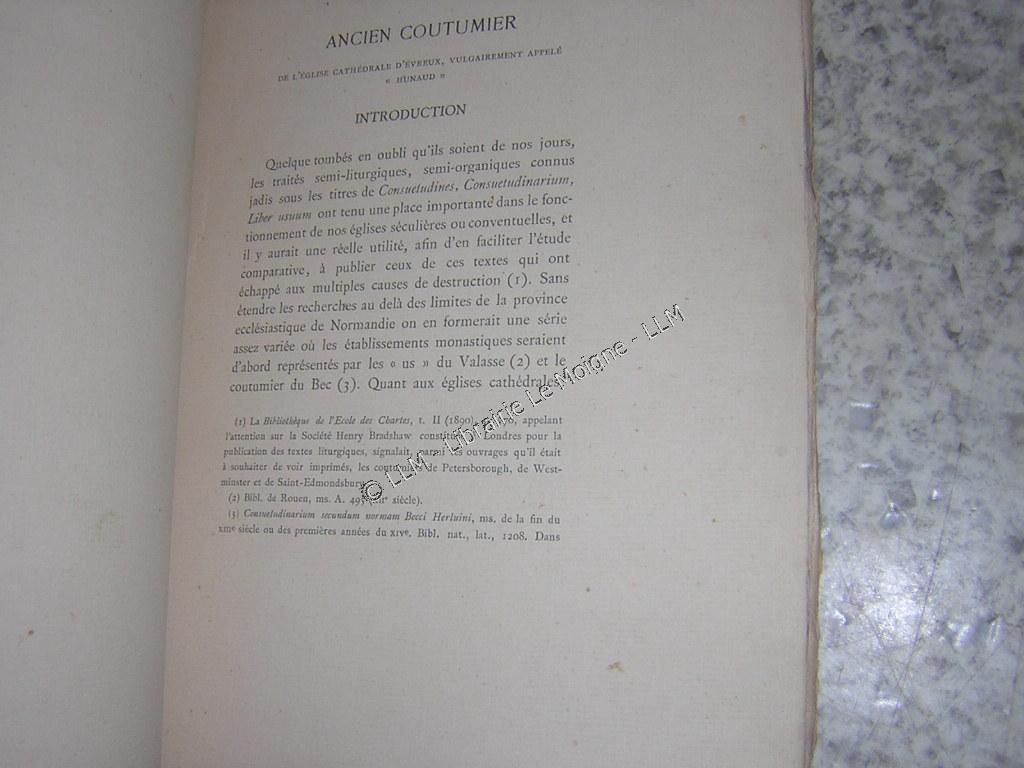 ANCIEN COUTUMIER
DE L'ÉGLISE CATHÉDRALE D'ÉVREUX, VULGAIREMENT APPELÉ
« HUNAUD »
INTRODUCTION
Quelque tombés en oubli qu'ils soient de nos jours,
les traités semi-liturgiques, semi-organiques connus
jadis sous les titres de Consuetudines, Consuetudinarium,
Liber usuum ont tenu une place importante dans le fonc-
tionnement de nos églises séculières ou conventuelles, et
il y aurait une réelle utilité, afin d'en faciliter l'étude
comparative, à publier ceux de ces textes qui ont
échappé aux multiples causes de destruction (1). Sans
étendre les recherches au delà des limites de la province
ecclésiastique de Normandie on en formerait une série
assez variée où les établissements monastiques seraient
d'abord représentés par les « us » du Valasse (2) et le
coutumier du Bec (3). Quant aux églises cathédrales,
(1) La Bibliothèque de l'Ecole des Chartes, t. II (1890), appelant
l'attention sur la Société Henry Bradshaw Londres pour la
publication des textes liturgiques, signalait, parmi les ouvrages qu'il était
à souhaiter de voir imprimés, les coutumiers de Petersborough, de West-
minster et de Saint-Edmondsbury
(2) Bibl. de Rouen, ms. A. siècle).
(3) Consuetudinarium secundum normam Becci Herluini, ms. de la fin du
XIIIe siècle ou des premières années du XIVe. Bibl. nat., lat., 1208. Dans
© LLM - Librairie Le Moigne - LLM